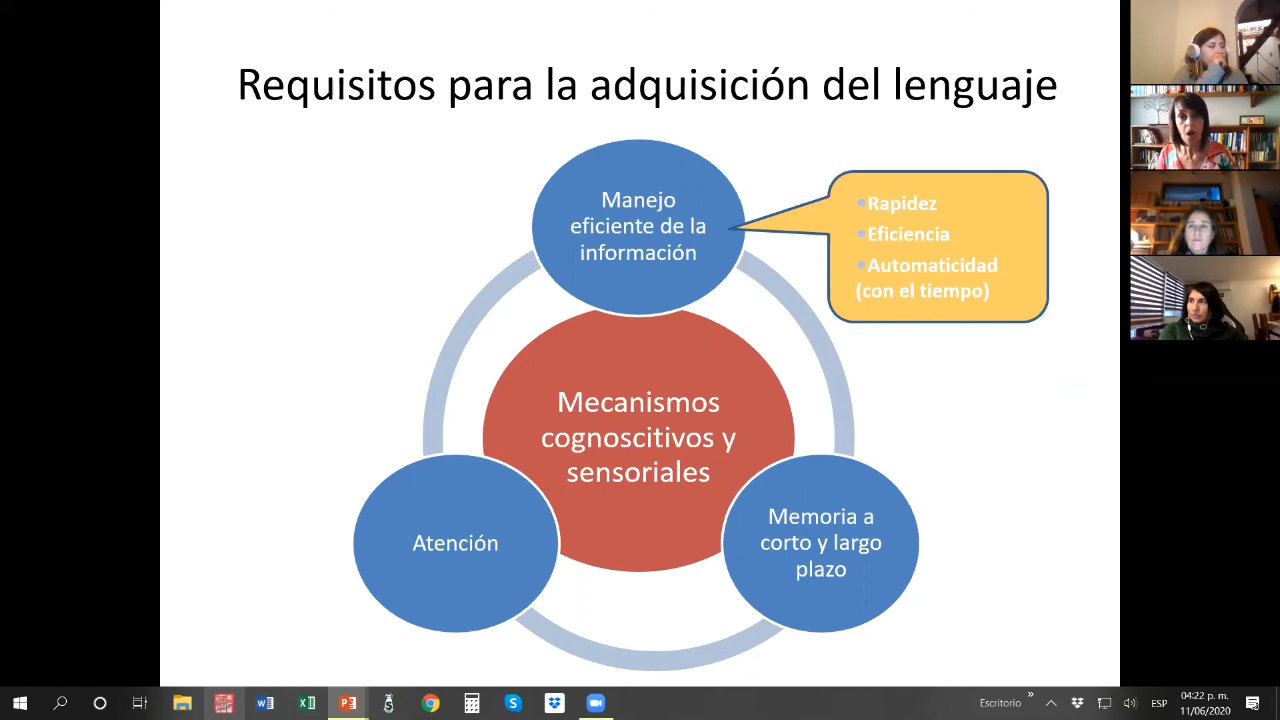 Requisitos para la adquisición del lenguaje
Manejo
eficiente de la
información
•Rapidez
•Eficiencia
•Automaticidad
(con el tiempo)
Mecanismos
cognoscitivos y
sensoriales
Atención
Memoria a
corto y largo
plazo
Escritorio
ESP
04:22 p. m.
11/06/2020